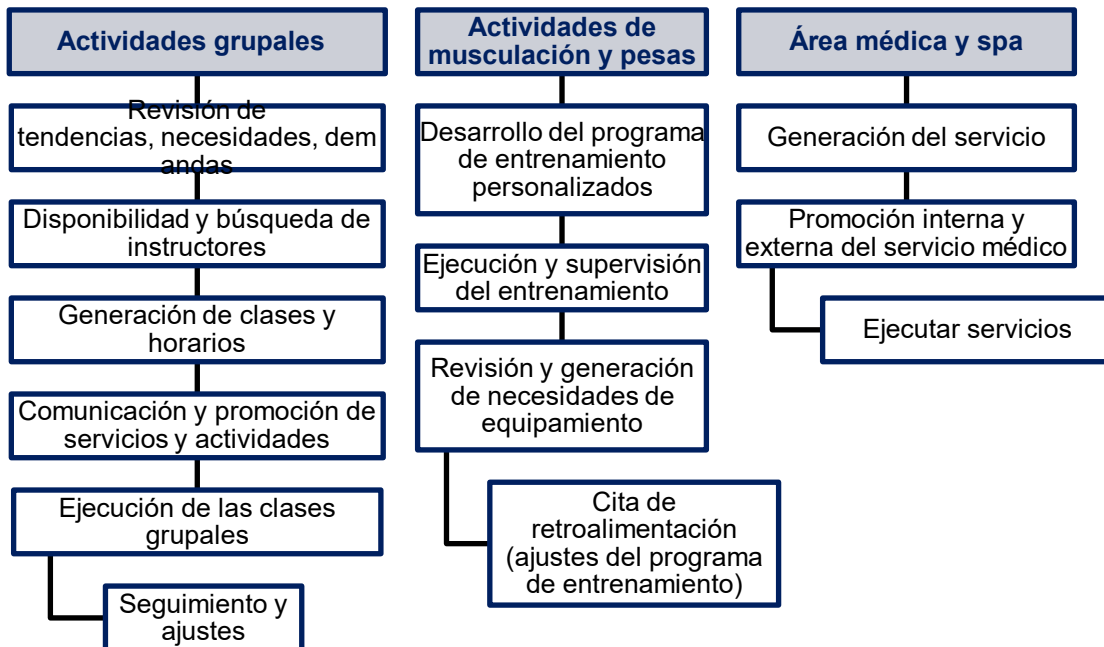 Actividades grupales
Revisión de
tendencias, necesidades, dem
andas
Disponibilidad y búsqueda de
instructores
Generación de clases y
horarios
Comunicación y promoción de
servicios y actividades
Ejecución de las clases
grupales
Seguimiento y
ajustes
Actividades de
musculación y pesas
Desarrollo del programa
de entrenamiento
personalizados
Ejecución y supervisión
del entrenamiento
Revisión y generación
de necesidades de
equipamiento
Cita de
retroalimentación
(ajustes del programa
de entrenamiento)
Área médica y spa
Generación del servicio
Promoción interna y
externa del servicio médico
Ejecutar servicios